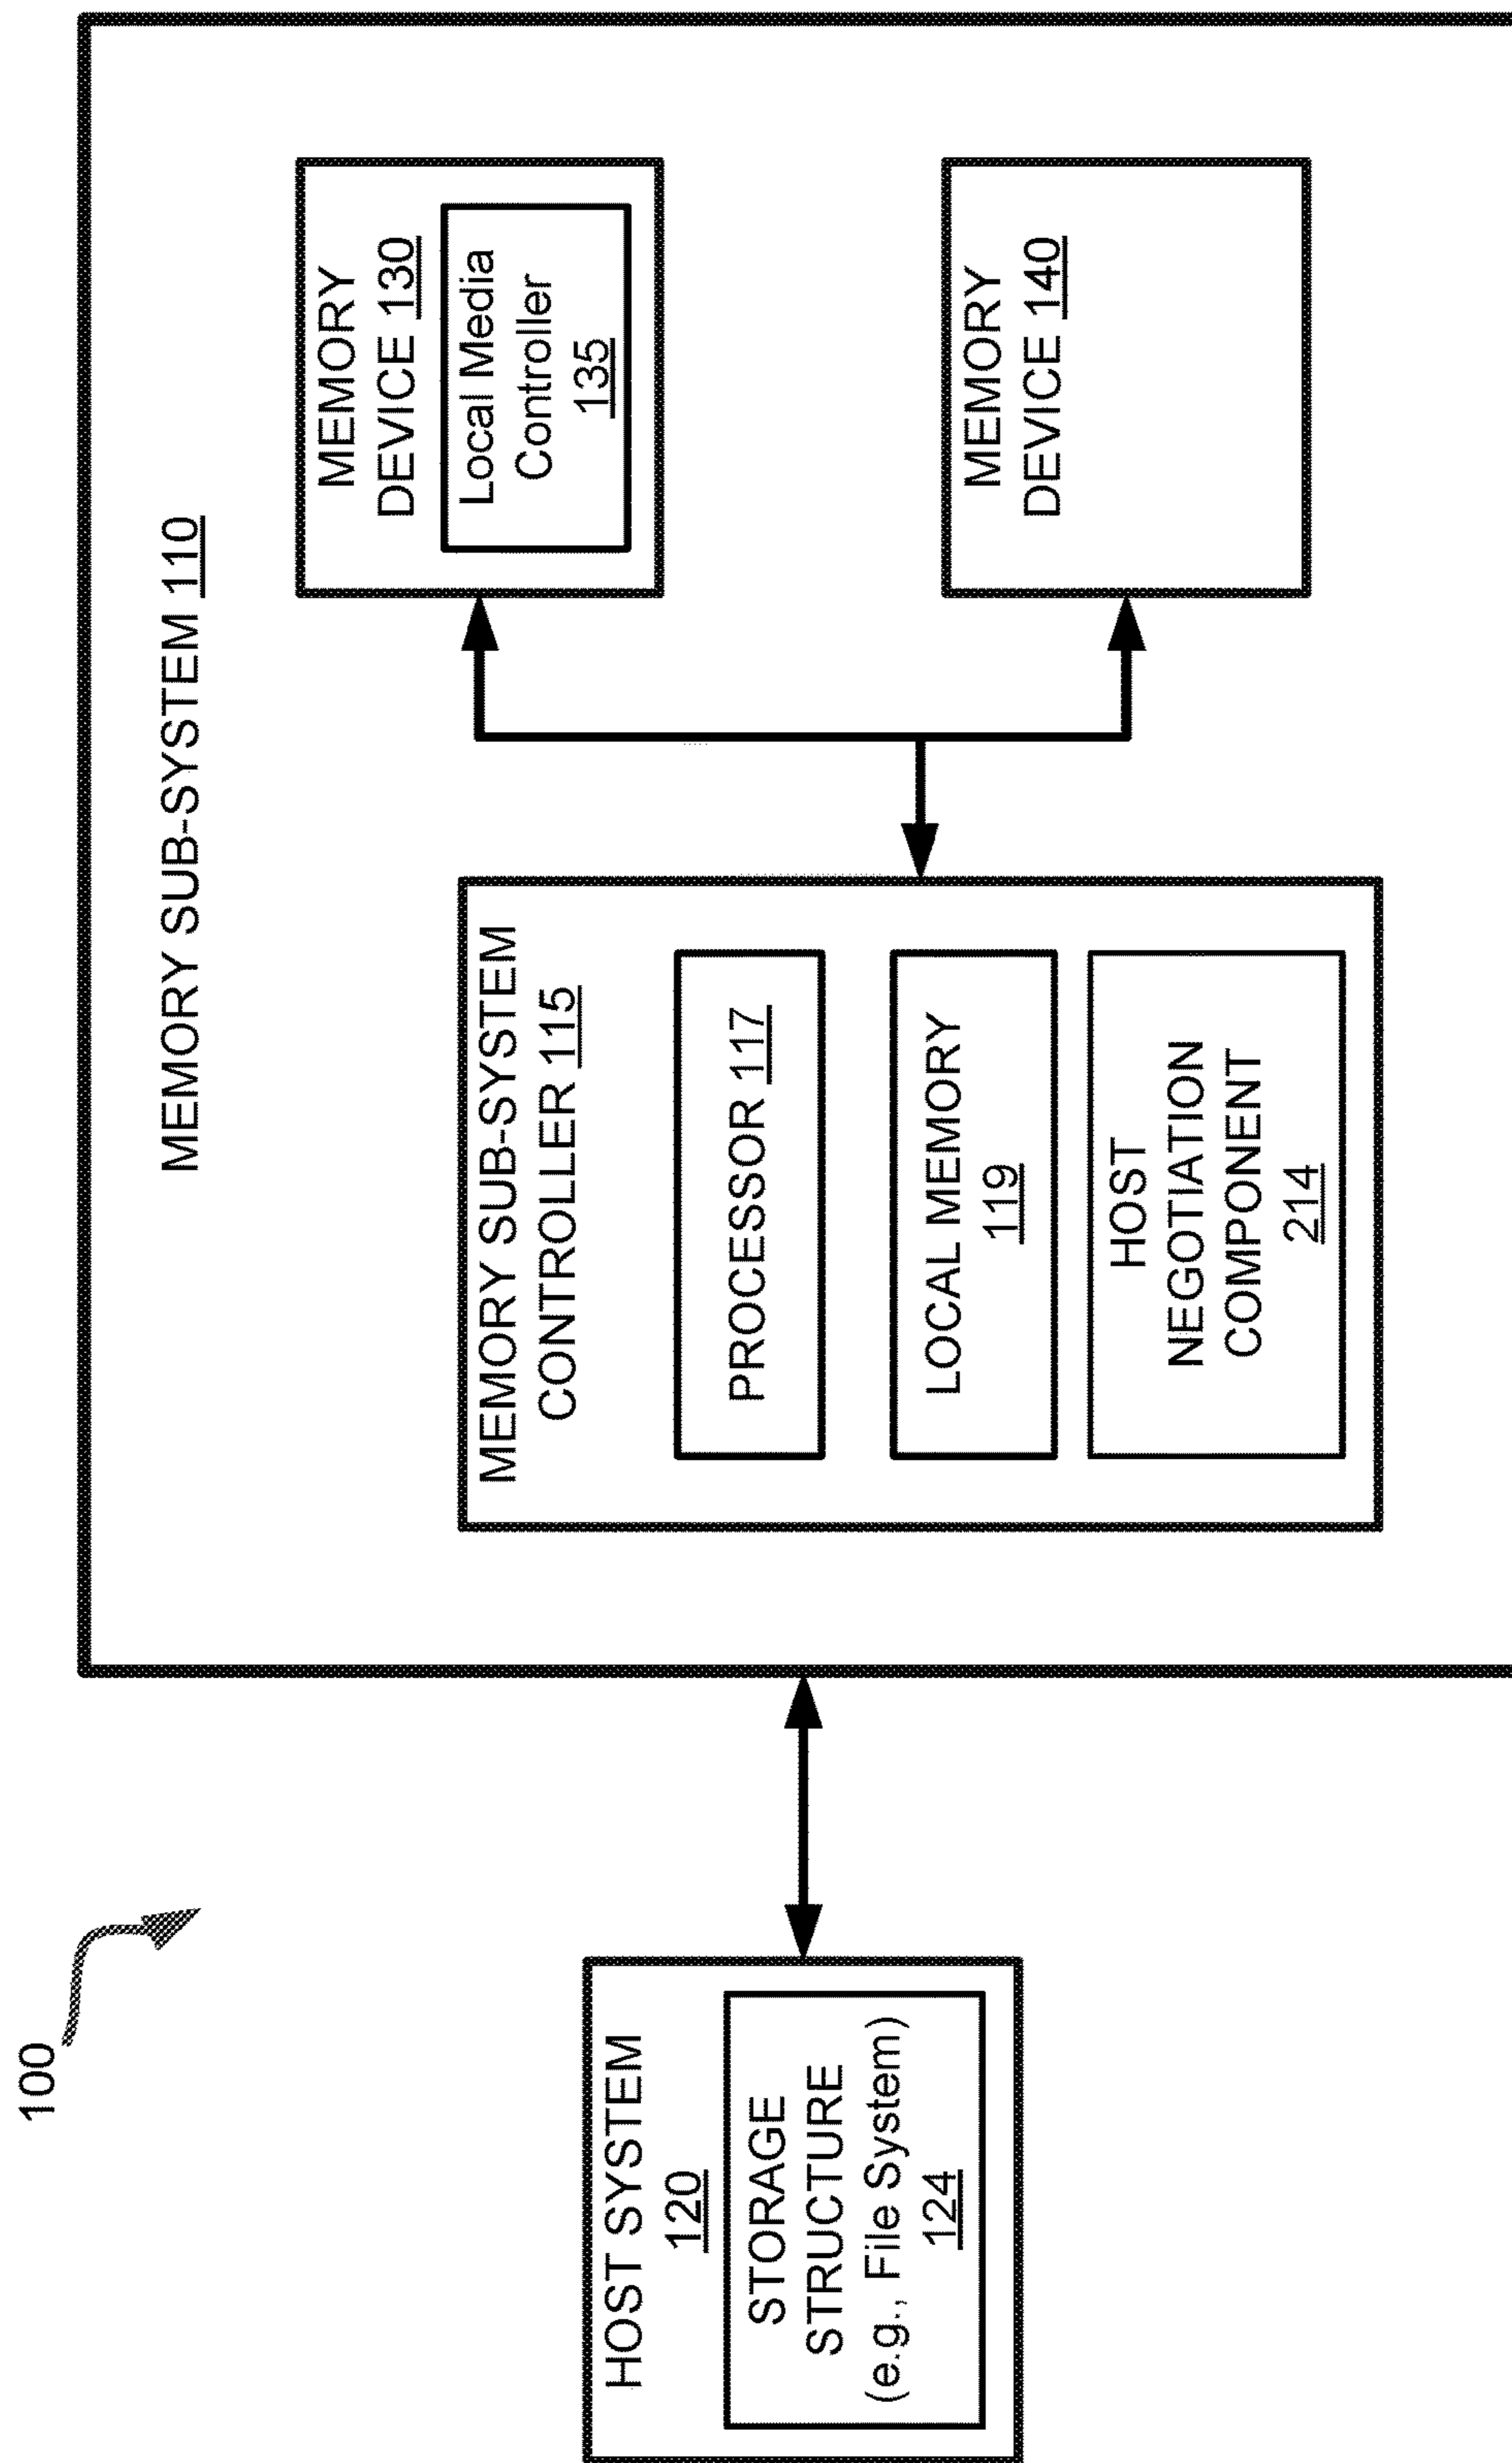 100
HOST SYSTEM
120
STORAGE
STRUCTURE
(e.g., File System)
124
MEMORY SUB-SYSTEM 110
MEMORY SUB-SYSTEM
CONTROLLER 115
PROCESSOR 117
LOCAL MEMORY
119
HOST
NEGOTIATION
COMPONENT
214
MEMORY
DEVICE 130
Local Media
Controller
135
MEMORY
DEVICE 140